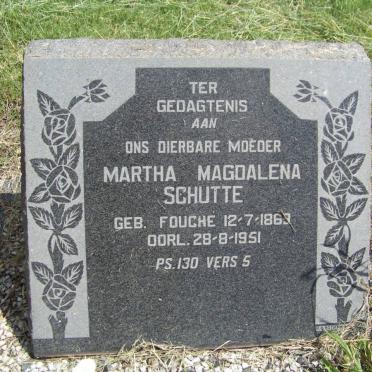 TER
GEDAGTENIS
AAN
ONS DIERBARE MOEDER
MARTHA MAGDALENA
SCHUTTE
GEB. FOUCHE 12-7-1863
OORL. 28-8-1951
PS. 130 VERS 5